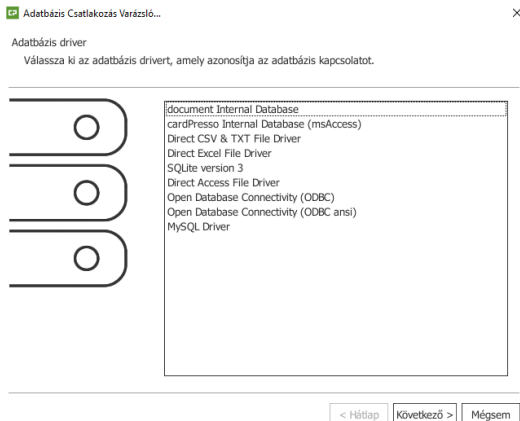 CP Adatbázis Csatlakozás Varázsló...
Adatbázis driver
Válassza ki az adatbázis drivert, amely azonosítja az adatbázis kapcsolatot.
document Internal Database
cardPresso Internal Database (msAccess)
Direct CSV & TXT File Driver
Direct Excel File Driver
SQLite version 3
Direct Access File Driver
Open Database Connectivity (ODBC)
Open Database Connectivity (ODBC ansi)
MySQL Driver
< Hátlap Következő > Mégsem